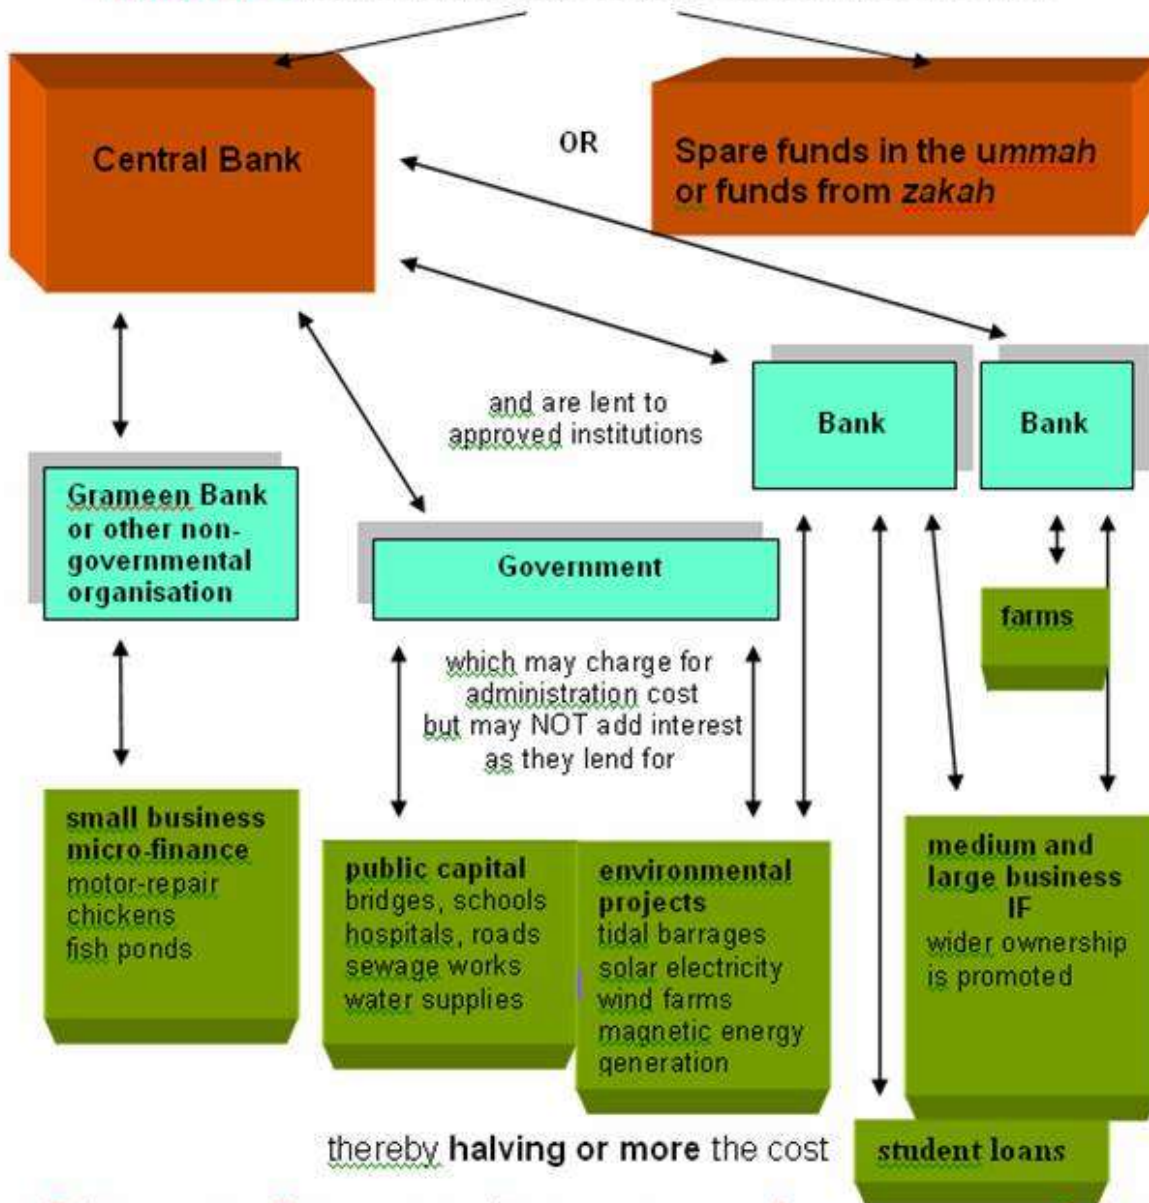 Central Bank
OR
Spare funds in the ummah
or funds from zakah
and are lent to
approved institutions
Bank
Bank
Grameen Bank
or other non-
governmental
organisation
Government
farms
which may charge for
administration cost
but may NOT add interest
as they lend for
small business
micro-finance
motor-repair
chickens
fish ponds
public capital
bridges, schools
hospitals, roads
sewage works
water supplies
environmental
projects
tidal barrages
solar electricity
wind farms
magnetic energy
generation
medium and
large business
IF
wider ownership
is promoted
thereby halving or more the cost
student loans